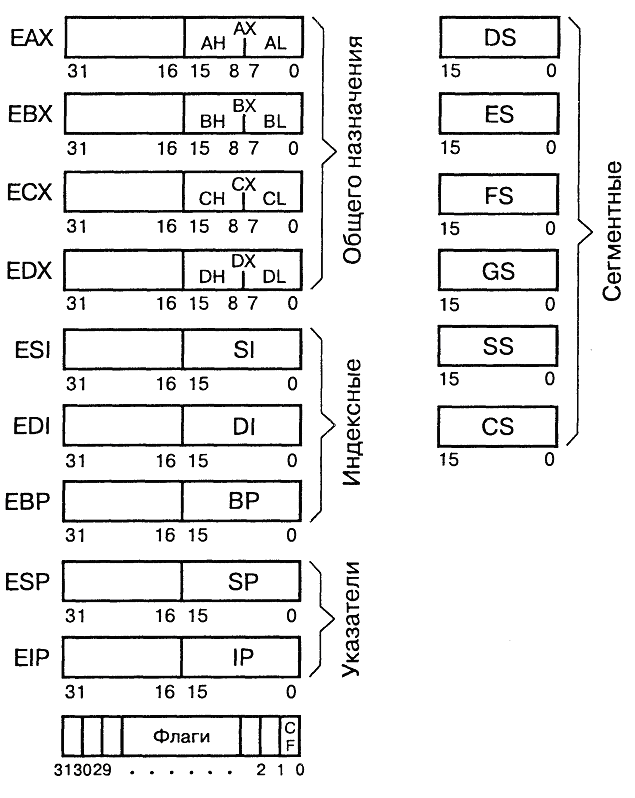 EAX
AX
AH AL
31 16 15 8 7 0
EBX
BX
BH BL
31 16 15 8 7 0
ECX
CX
CH CL
31 16 15 8 7 0
EDX
DX
DH DL
31 16 15 8 7 0
Общего назначения
ESI
SI
31 16 15 0
EDI
DI
31 16 15 0
EBP
BP
31 16 15 0
Индексные
ESP
SP
31 16 15 0
EIP
IP
31 16 15 0
Указатели
Флаги
C
F
31 30 29 . . . . . . 2 1 0
DS
15 0
ES
15 0
FS
15 0
GS
15 0
SS
15 0
CS
15 0
Сегментные